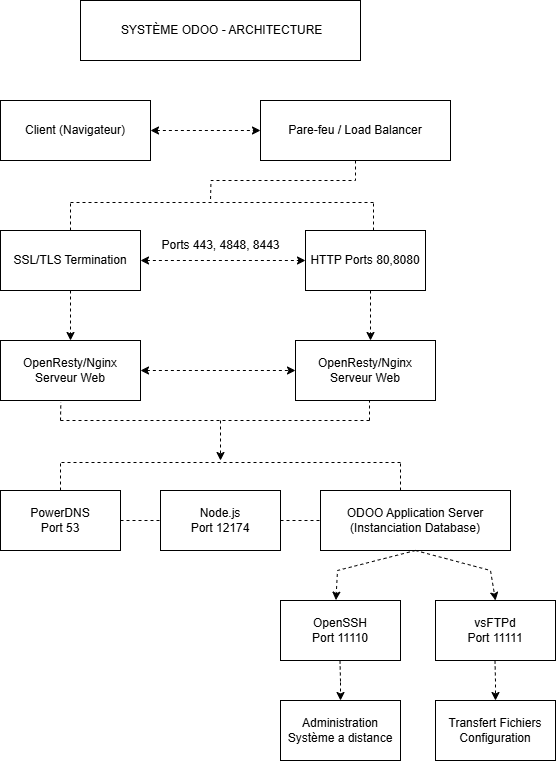 SYSTÈME ODOO - ARCHITECTURE
Client (Navigateur)
Pare-feu / Load Balancer
SSL/TLS Termination
Ports 443, 4848, 8443
HTTP Ports 80,8080
OpenResty/Nginx
Serveur Web
OpenResty/Nginx
Serveur Web
PowerDNS
Port 53
Node.js
Port 12174
ODOO Application Server
(Instanciation Database)
OpenSSH
Port 11110
vsFTPd
Port 11111
Administration
Système a distance
Transfert Fichiers
Configuration